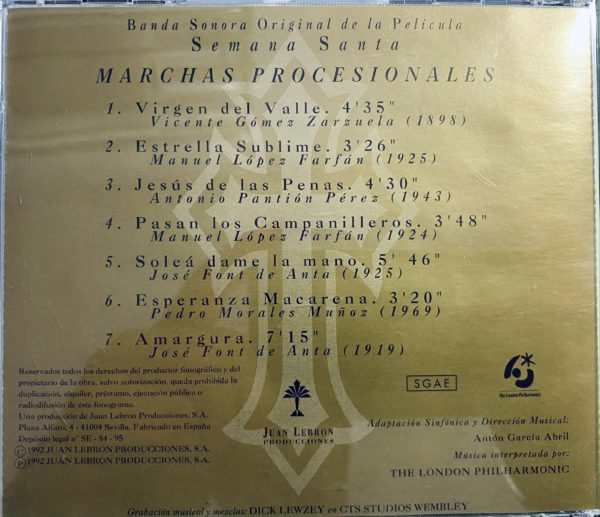 Banda Sonora Original de la Película
Semana Santa
MARCHAS PROCESIONALES
1. Virgen del Valle. 4'35"
Vicente Gómez Zarzuela (1898)
2. Estrella Sublime. 3'26"
Manuel López Farfán (1925)
3. Jesús de las Penas. 4'30"
Antonio Pantión Pérez (1943)
4. Pasan los Campanilleros. 3'48"
Manuel López Farfán (1924)
5. Soleá dame la mano. 5' 46"
José Font de Anta (1925)
6. Esperanza Macarena. 3'20"
Pedro Morales Muñoz (1969)
7. Amargura. 7'15"
José Font de Anta (1919)
Reservados todos los derechos del productor fonográfico y del
propietario de la obra, salvo autorización, queda prohibida la
duplicación, alquiler, préstamo, ejecución pública o
radiodifusión de éste fonograma.
Una producción de Juan Lebron Producciones, S.A.
Plaza Alfaro, 4 - 41004 Sevilla. Fabricado en España
Depósito legal nº SE - 84 - 95
© 1992 JUAN LEBRON PRODUCCIONES, S.A.
℗ 1992 JUAN LEBRON PRODUCCIONES, S.A.
JUAN LEBRON
PRODUCCIONES
SGAE
The London Philharmonic
Adaptación Sinfónica y Dirección Musical:
Antón García Abril
Música interpretada por:
THE LONDON PHILHARMONIC
Grabación musical y mezclas: DICK LEWZEY en CTS STUDIOS WEMBLEY